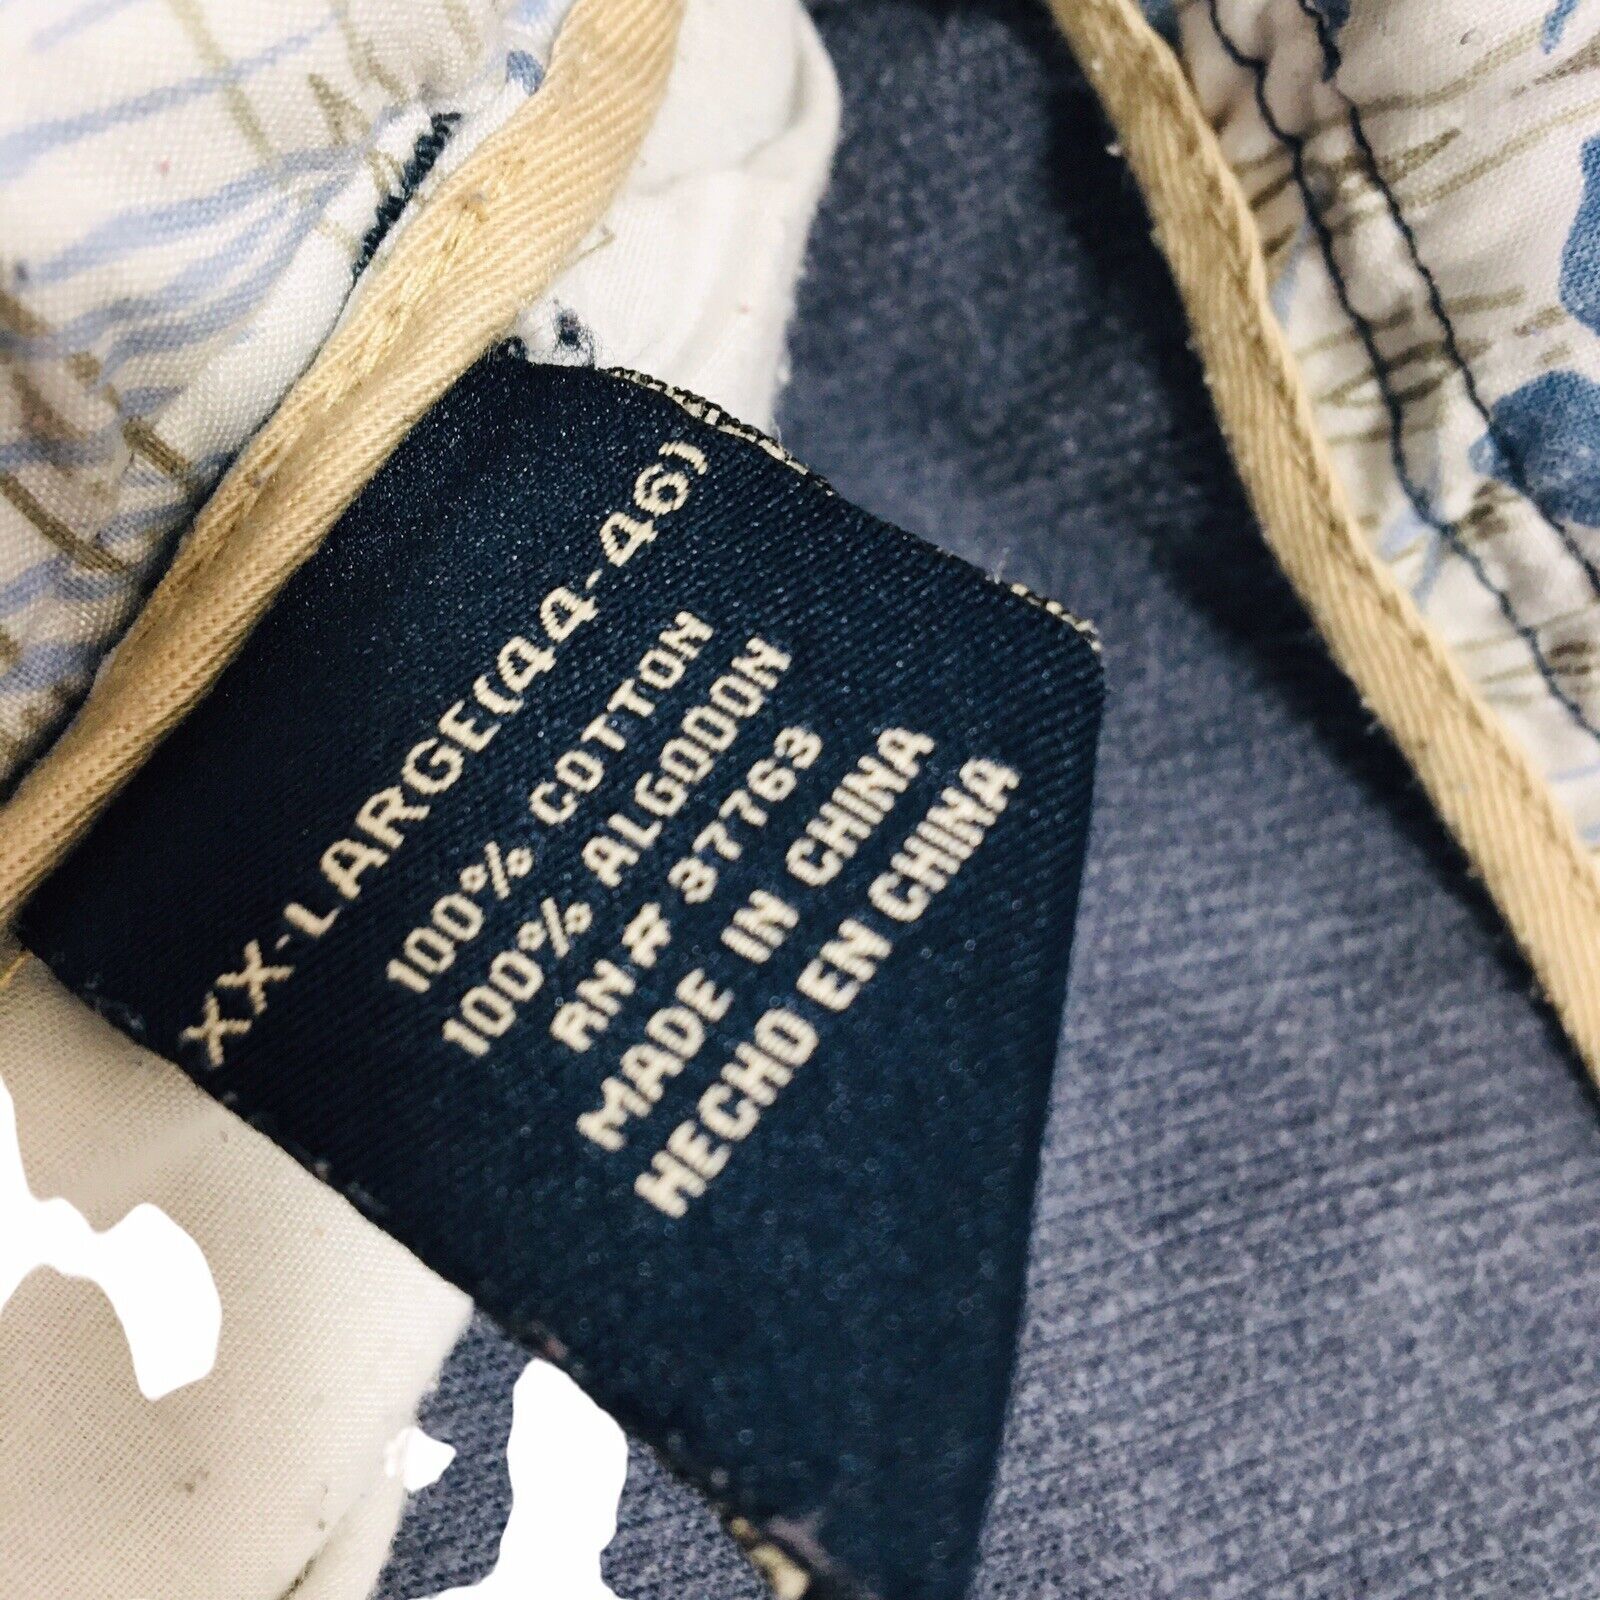 XX-LARGE(44-46)
100% COTTON
100% ALGODON
RN# 37763
MADE IN CHINA
HECHO EN CHINA